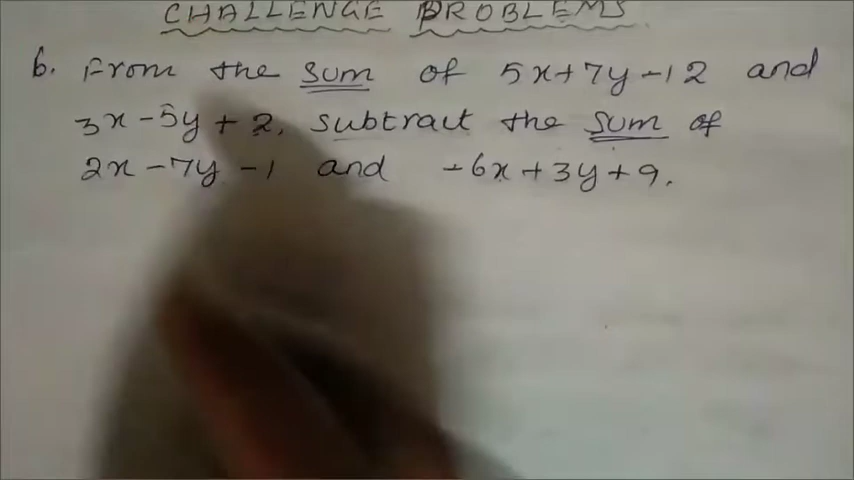 CHALLENGE PROBLEMS
6. From the sum of 5x+7y-12 and
3x-5y+2, subtract the sum of
2x-7y-1 and -6x+3y+9.